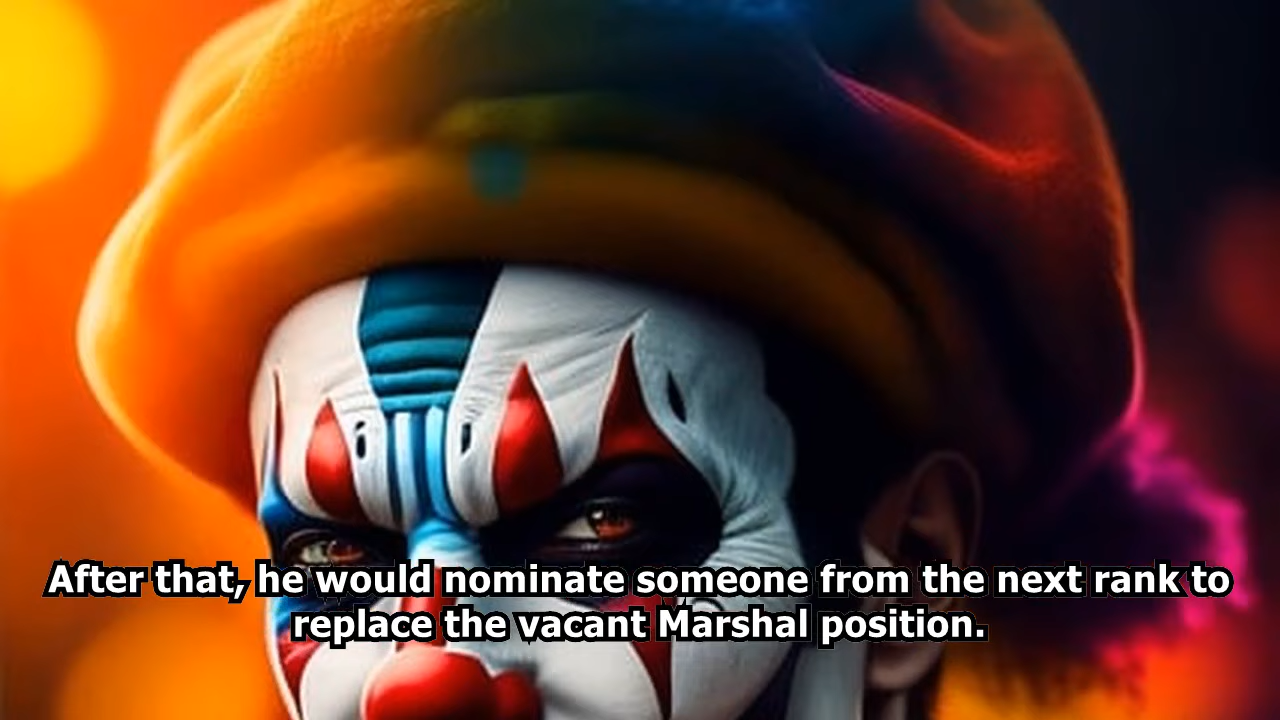 After that, he would nominate someone from the next rank to
replace the vacant Marshal position.